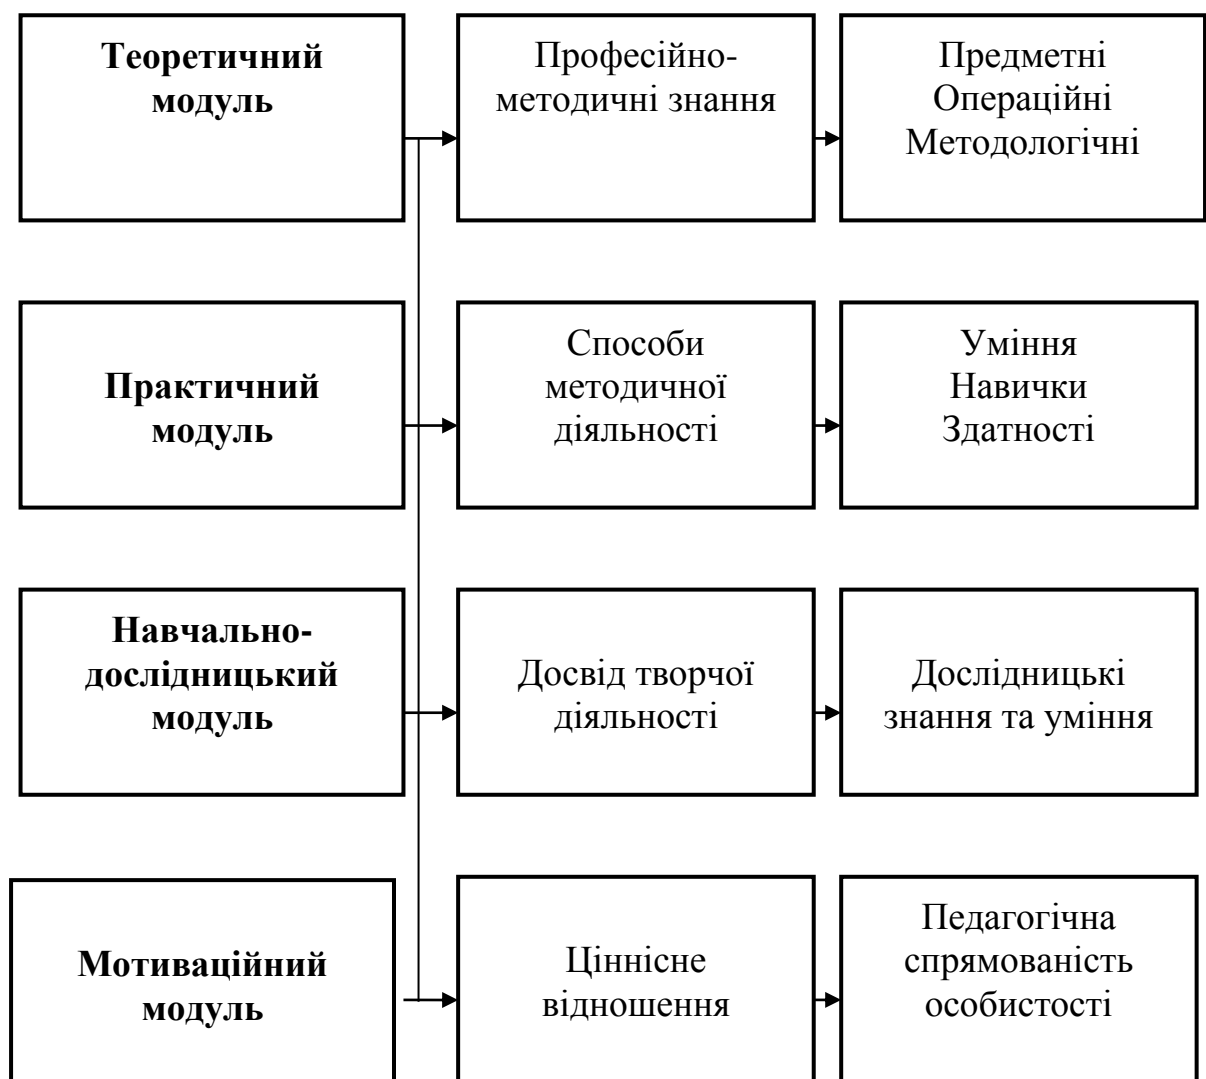 Теоретичний
модуль
Професійно-
методичні знання
Предметні
Операційні
Методологічні
Практичний
модуль
Способи
методичної
діяльності
Уміння
Навички
Здатності
Навчально-
дослідницький
модуль
Досвід творчої
діяльності
Дослідницькі
знання та уміння
Мотиваційний
модуль
Ціннісне
відношення
Педагогічна
спрямованість
особистості